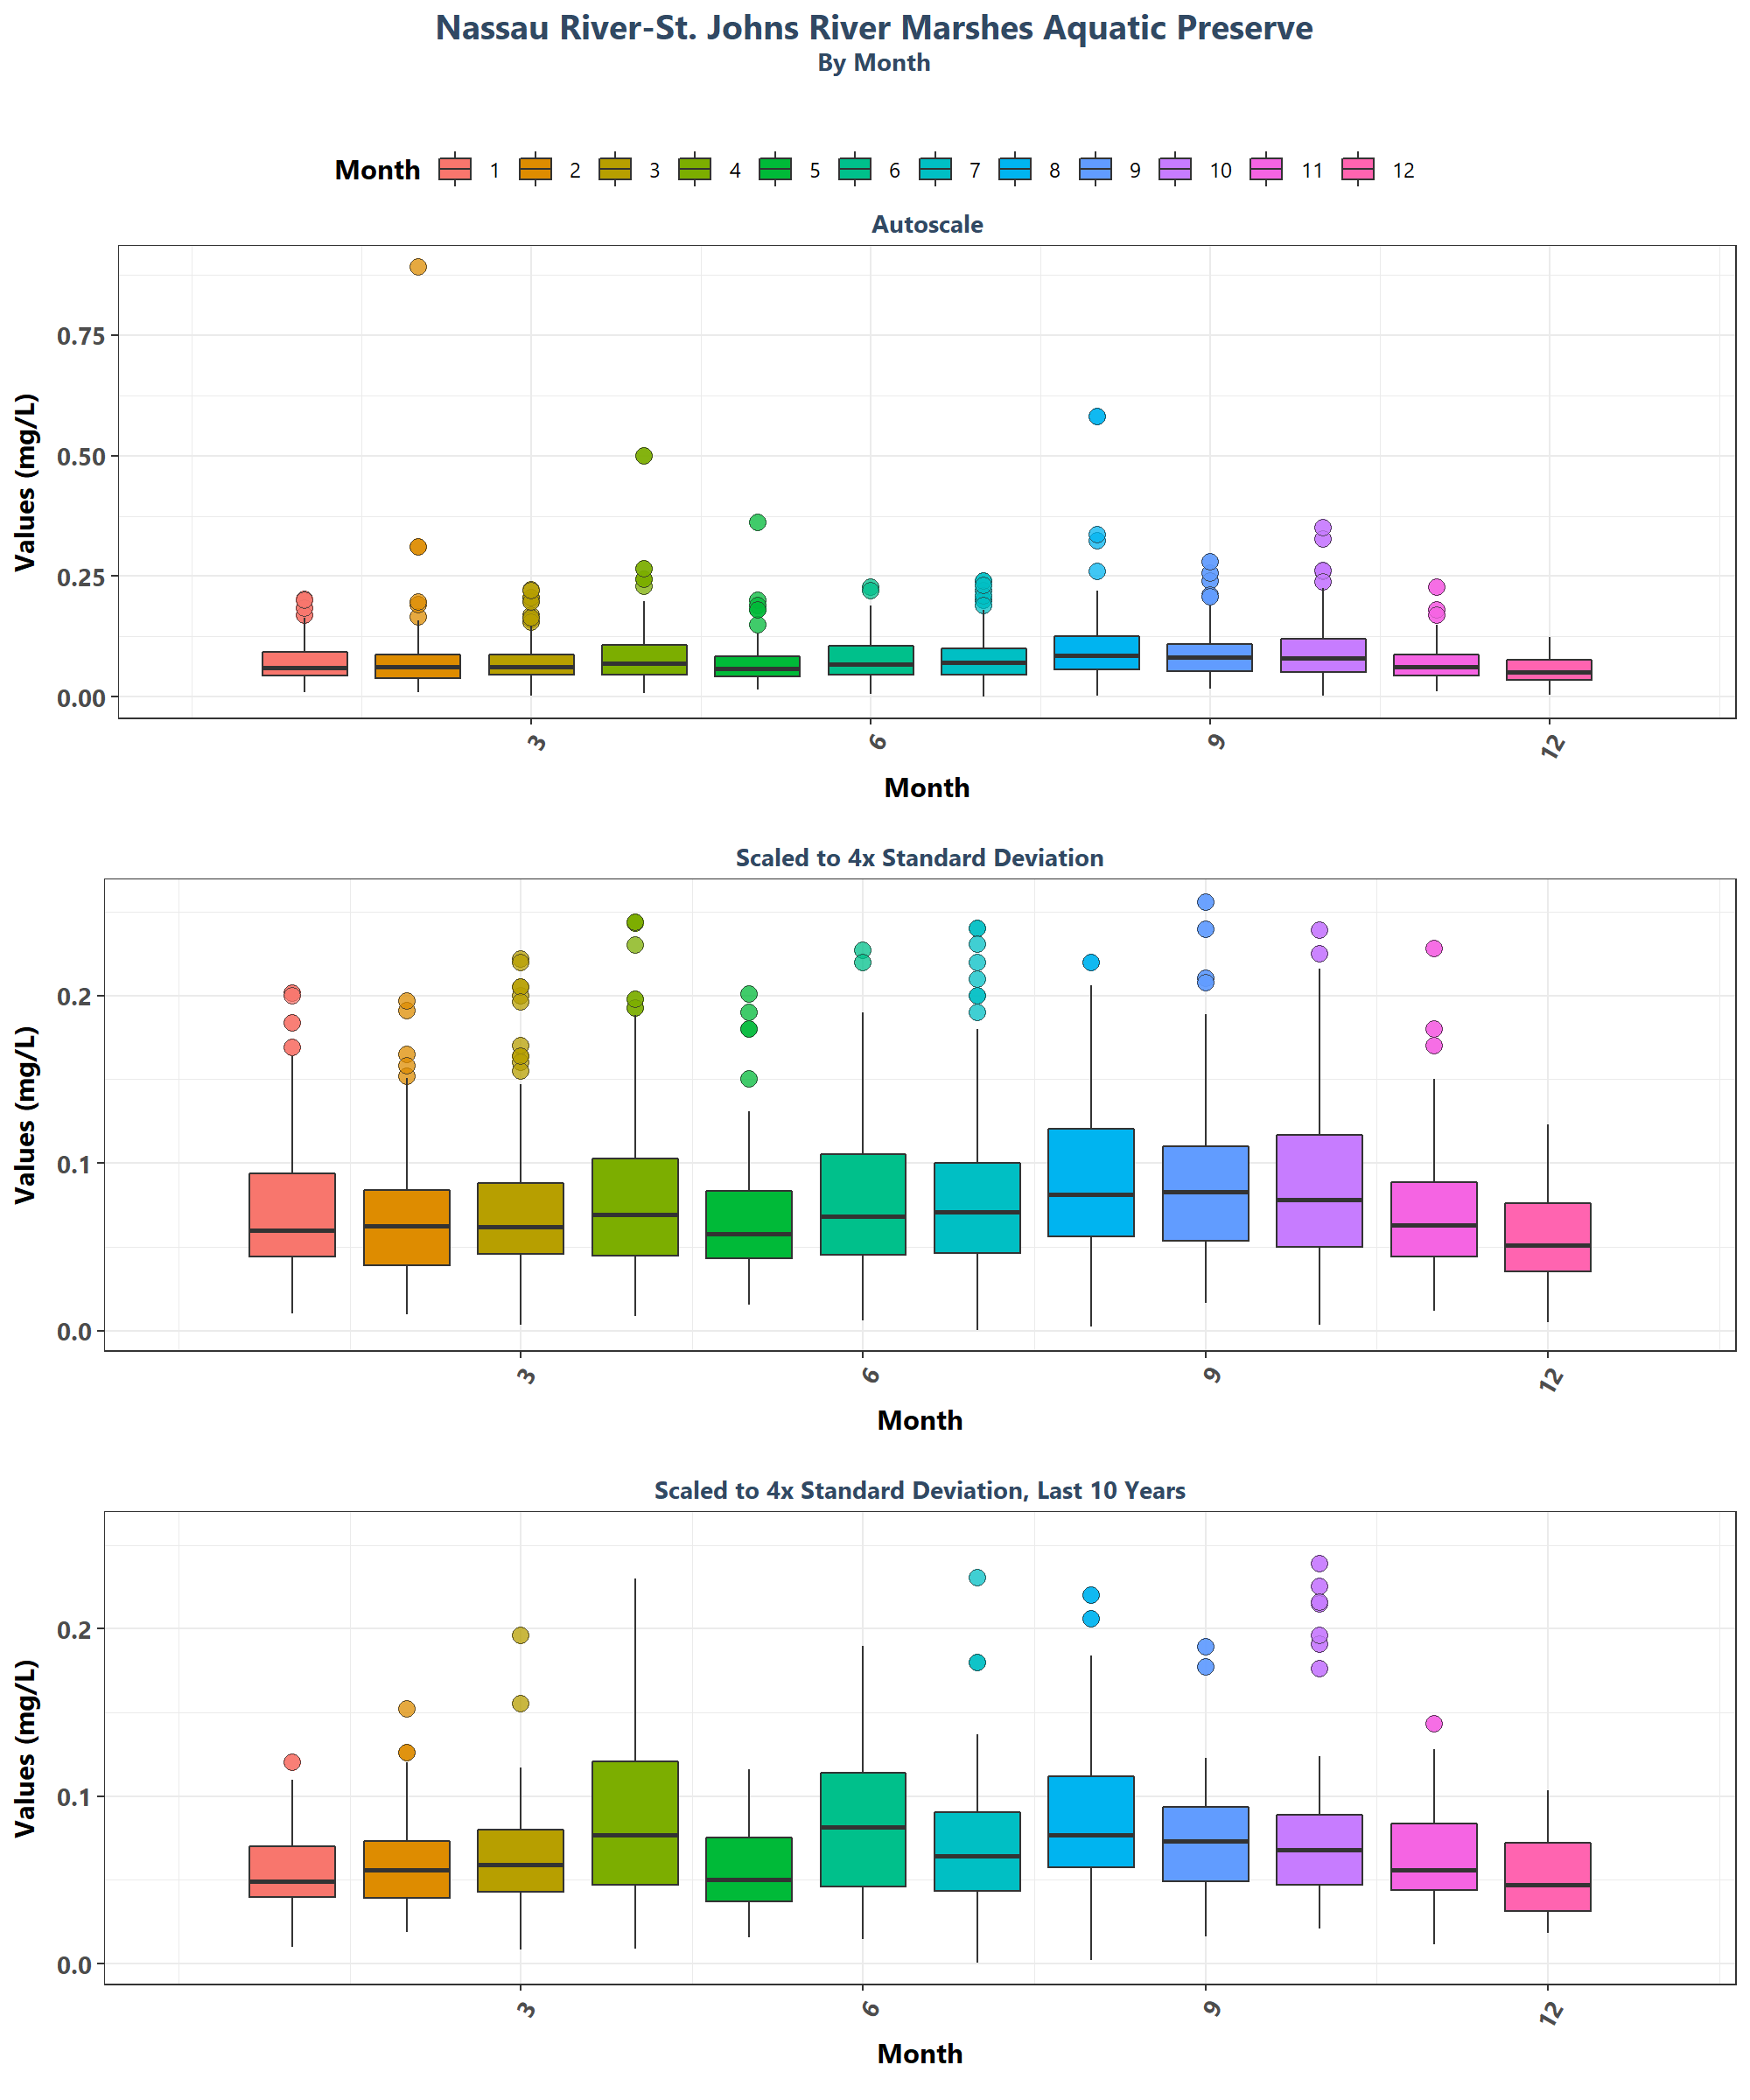 Nassau River-St. Johns River Marshes Aquatic Preserve
By Month
Month 1 2 3 4 5 6 7 8 9 10 11 12
Autoscale
Values (mg/L)
0.75
0.50
0.25
0.00
3 6 9 12
Month
Scaled to 4x Standard Deviation
Values (mg/L)
0.2
0.1
0.0
3 6 9 12
Month
Scaled to 4x Standard Deviation, Last 10 Years
Values (mg/L)
0.2
0.1
0.0
3 6 9 12
Month